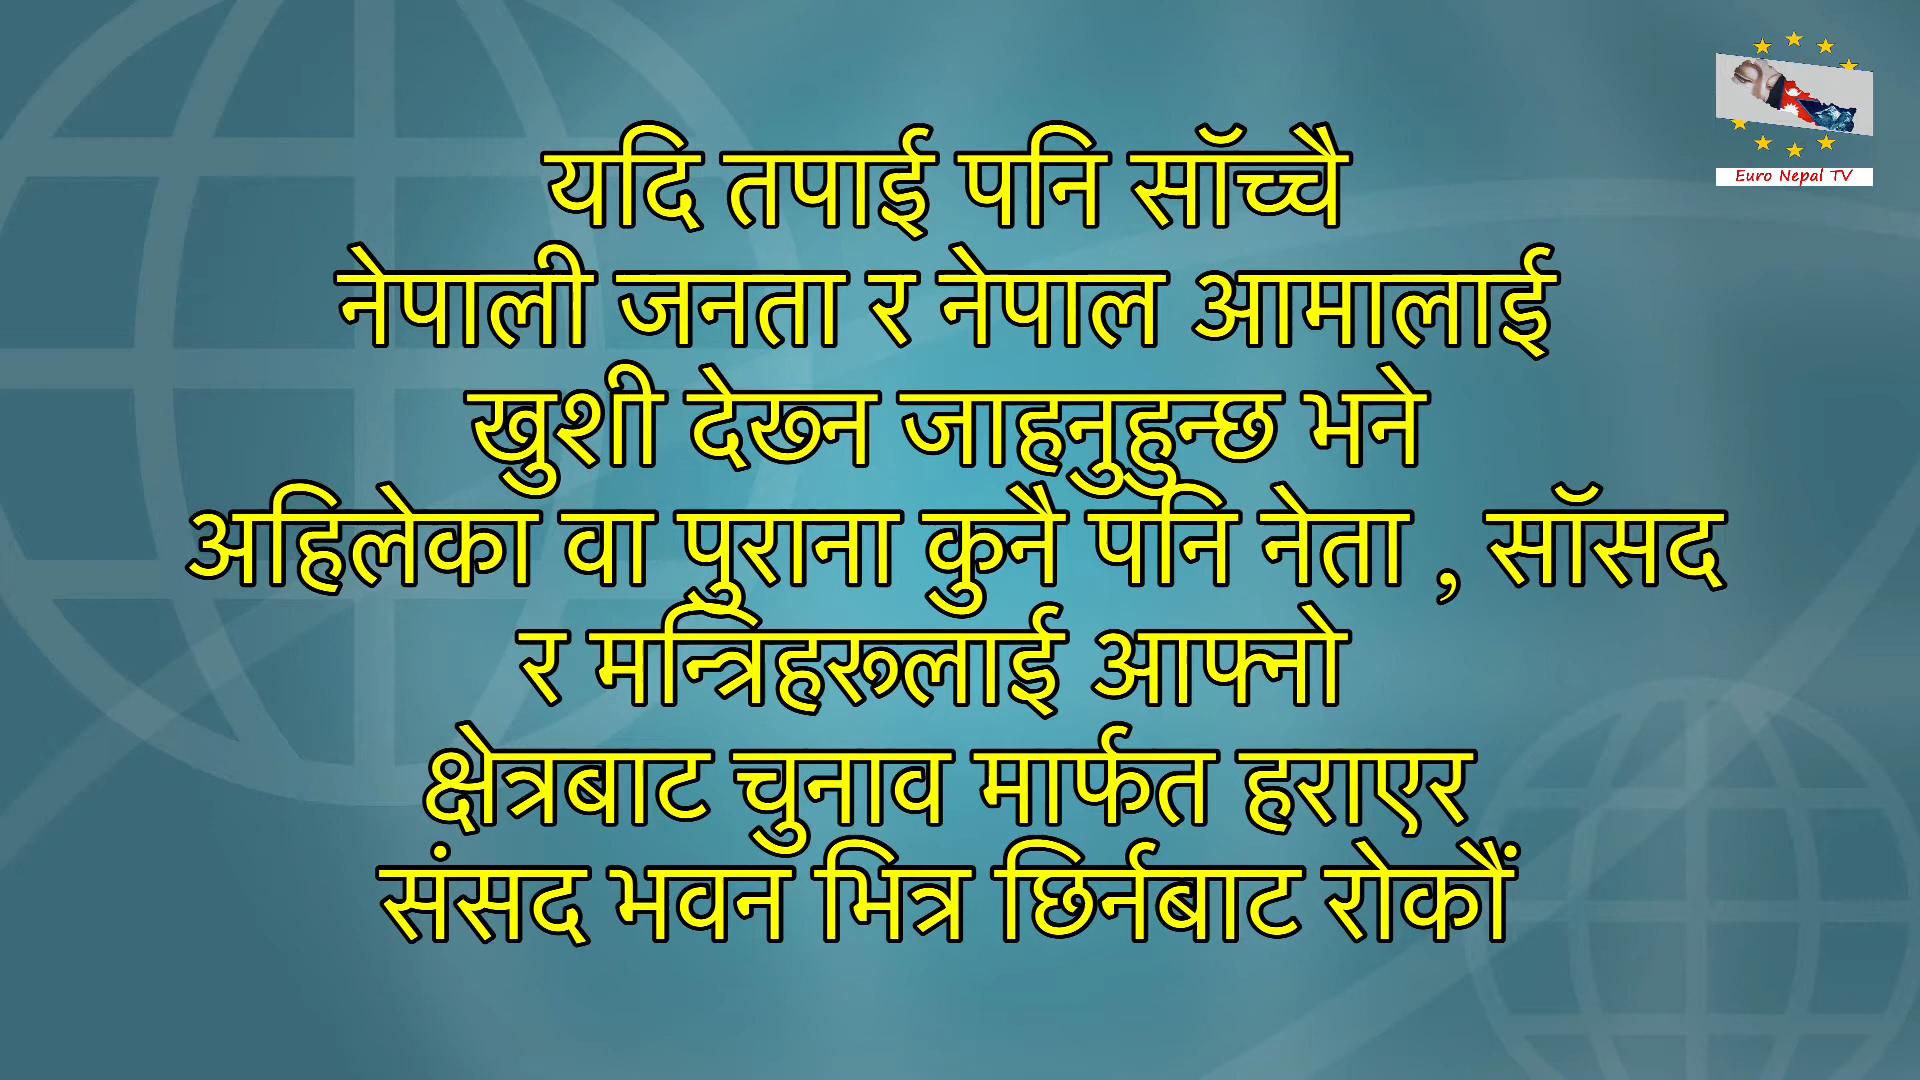 Euro Nepal TV
यदि तपाई पनि सॉच्चै
नेपाली जनता र नेपाल आमालाई
खुशी देख्न जाहनुहुन्छ भने
अहिलेका वा पुराना कुनै पनि नेता , सॉसद
र मन्त्रिहरूलाई आफ्नो
क्षेत्रबाट चुनाव मार्फत हराएर
संसद भवन भित्र छिर्नबाट रोकौं